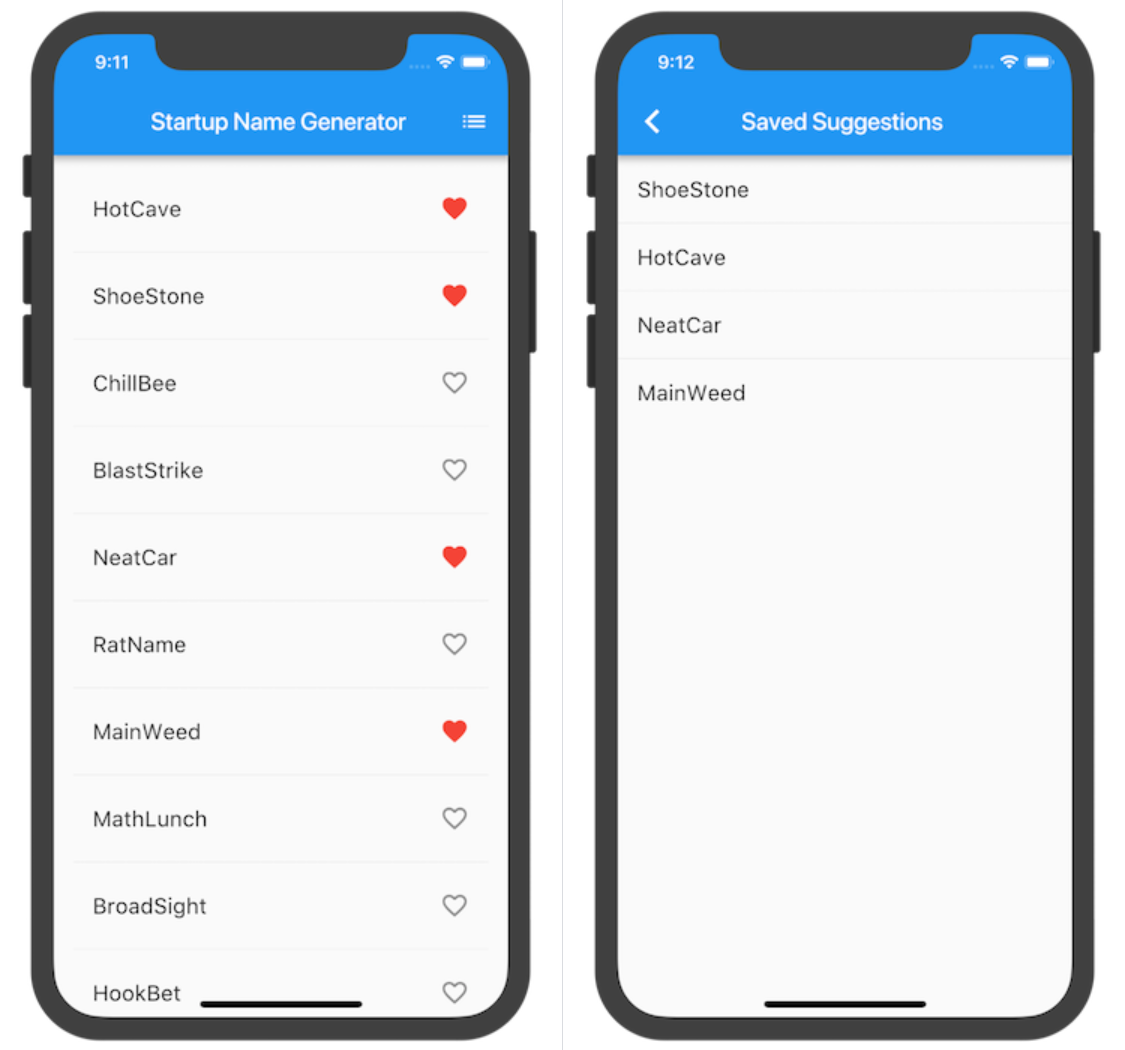 9:11
Startup Name Generator
HotCave
ShoeStone
ChillBee
BlastStrike
NeatCar
RatName
MainWeed
MathLunch
BroadSight
HookBet
9:12
Saved Suggestions
ShoeStone
HotCave
NeatCar
MainWeed